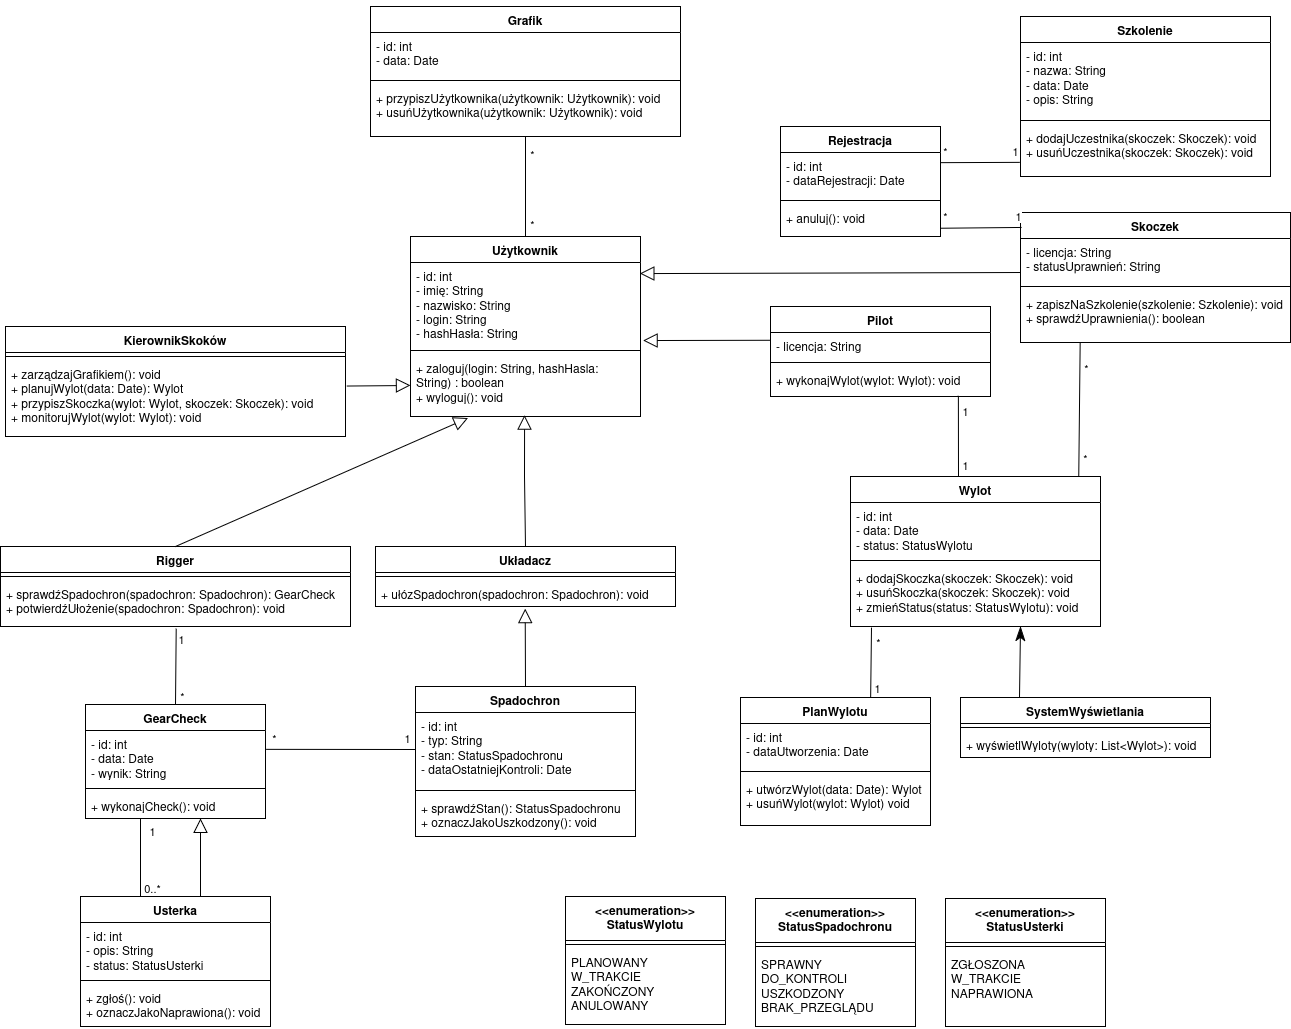 Grafik
- id: int
- data: Date
+ przypiszUżytkownika(użytkownik: Użytkownik): void
+ usuńUżytkownika(użytkownik: Użytkownik): void
*
*
Szkolenie
- id: int
- nazwa: String
- data: Date
- opis: String
+ dodajUczestnika(skoczek: Skoczek): void
+ usuńUczestnika(skoczek: Skoczek): void
Rejestracja
- id: int
- dataRejestracji: Date
+ anuluj(): void
*
1
*
1
Skoczek
- licencja: String
- statusUprawnień: String
+ zapiszNaSzkolenie(szkolenie: Szkolenie): void
+ sprawdźUprawnienia(): boolean
Użytkownik
- id: int
- imię: String
- nazwisko: String
- login: String
- hashHasła: String
+ zaloguj(login: String, hashHasla:
String) : boolean
+ wyloguj(): void
Pilot
- licencja: String
+ wykonajWylot(wylot: Wylot): void
1
1
*
*
KierownikSkoków
+ zarządzajGrafikiem(): void
+ planujWylot(data: Date): Wylot
+ przypiszSkoczka(wylot: Wylot, skoczek: Skoczek): void
+ monitorujWylot(wylot: Wylot): void
Wylot
- id: int
- data: Date
- status: StatusWylotu
+ dodajSkoczka(skoczek: Skoczek): void
+ usuńSkoczka(skoczek: Skoczek): void
+ zmieńStatus(status: StatusWylotu): void
*
1
Rigger
+ sprawdźSpadochron(spadochron: Spadochron): GearCheck
+ potwierdźUłożenie(spadochron: Spadochron): void
1
*
Układacz
+ ułózSpadochron(spadochron: Spadochron): void
GearCheck
- id: int
- data: Date
- wynik: String
+ wykonajCheck(): void
*
1
Spadochron
- id: int
- typ: String
- stan: StatusSpadochronu
- dataOstatniejKontroli: Date
+ sprawdźStan(): StatusSpadochronu
+ oznaczJakoUszkodzony(): void
PlanWylotu
- id: int
- dataUtworzenia: Date
+ utwórzWylot(data: Date): Wylot
+ usuńWylot(wylot: Wylot) void
SystemWyświetlania
+ wyświetlWyloty(wyloty: List<Wylot>): void
1
0..*
Usterka
- id: int
- opis: String
- status: StatusUsterki
+ zgłoś(): void
+ oznaczJakoNaprawiona(): void
<<enumeration>>
StatusWylotu
PLANOWANY
W_TRAKCIE
ZAKOŃCZONY
ANULOWANY
<<enumeration>>
StatusSpadochronu
SPRAWNY
DO_KONTROLI
USZKODZONY
BRAK_PRZEGLĄDU
<<enumeration>>
StatusUsterki
ZGŁOSZONA
W_TRAKCIE
NAPRAWIONA